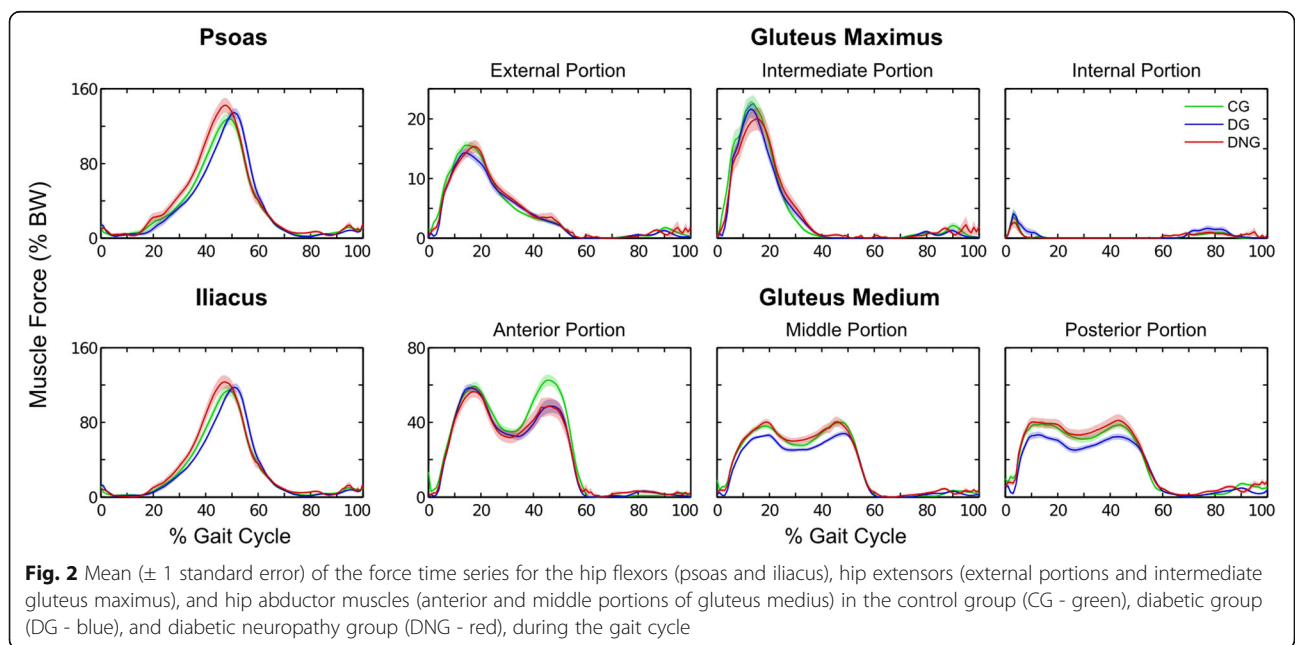 Psoas
Gluteus Maximus
External Portion
Intermediate Portion
Internal Portion
160
80
0
0 20 40 60 80 100
20
10
0
0 20 40 60 80 100
0 20 40 60 80 100
CG
DG
DNG
0 20 40 60 80 100
Muscle Force (% BW)
Iliacus
Gluteus Medium
Anterior Portion
Middle Portion
Posterior Portion
160
80
0
0 20 40 60 80 100
80
40
0
0 20 40 60 80 100
0 20 40 60 80 100
0 20 40 60 80 100
% Gait Cycle
% Gait Cycle
Fig. 2 Mean (± 1 standard error) of the force time series for the hip flexors (psoas and iliacus), hip extensors (external portions and intermediate
gluteus maximus), and hip abductor muscles (anterior and middle portions of gluteus medius) in the control group (CG - green), diabetic group
(DG - blue), and diabetic neuropathy group (DNG - red), during the gait cycle